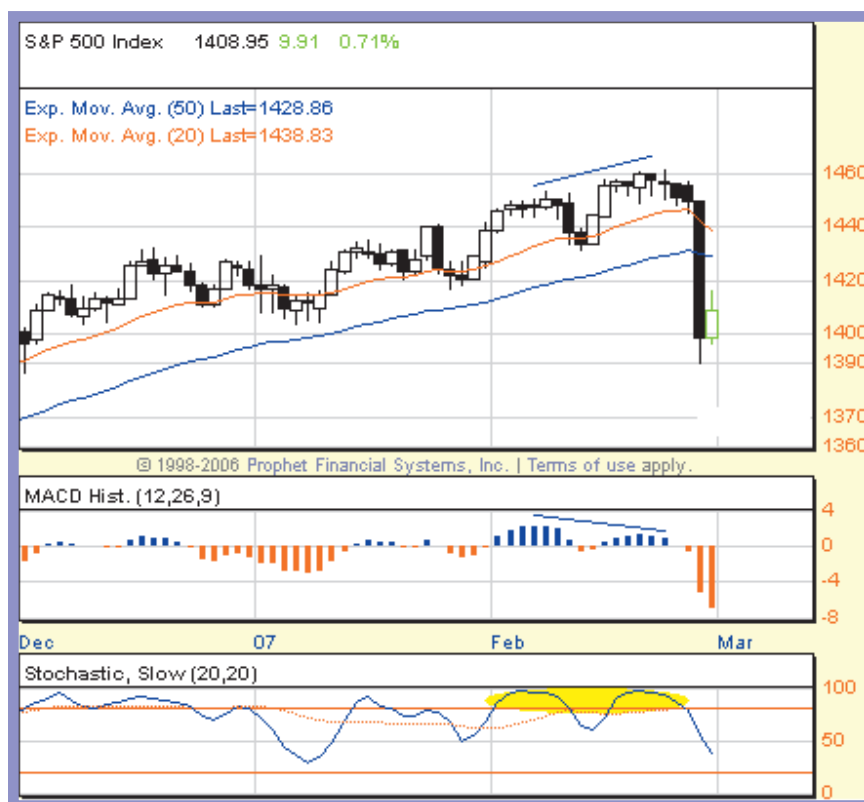 S&P 500 Index 1408.95 9.91 0.71%
Exp. Mov. Avg. (50) Last=1428.86
Exp. Mov. Avg. (20) Last=1438.83
1460
1440
1420
1400
1390
1370
1360
© 1998-2006 Prophet Financial Systems, Inc. | Terms of use apply.
MACD Hist. (12,26,9)
4
0
-4
-8
Dec 07 Feb Mar
Stochastic, Slow (20,20)
100
50
0